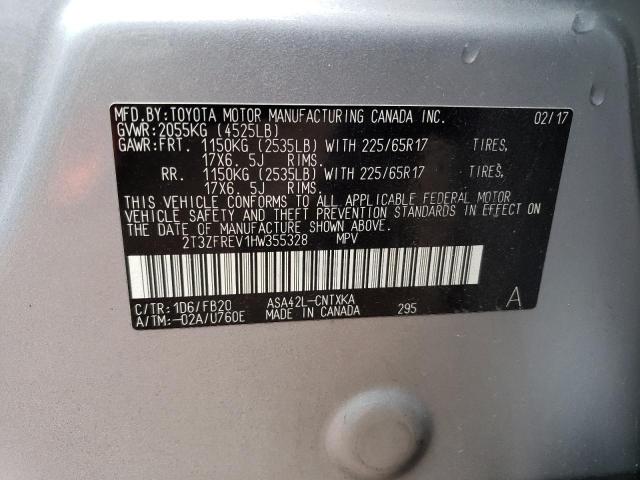 MFD.BY:TOYOTA MOTOR MANUFACTURING CANADA INC. 02/17
GVWR:2055KG (4525LB)
GAWR:FRT. 1150KG (2535LB) WITH 225/65R17 TIRES,
17X6. 5J RIMS.
RR. 1150KG (2535LB) WITH 225/65R17 TIRES,
17X6. 5J RIMS.
THIS VEHICLE CONFORMS TO ALL APPLICABLE FEDERAL MOTOR
VEHICLE SAFETY AND THEFT PREVENTION STANDARDS IN EFFECT ON
THE DATE OF MANUFACTURE SHOWN ABOVE.
2T3ZFREV1HW355328 MPV
C/TR:1D6/FB20 ASA42L-CNTXKA A
A/TM:-02A/U760E MADE IN CANADA 295